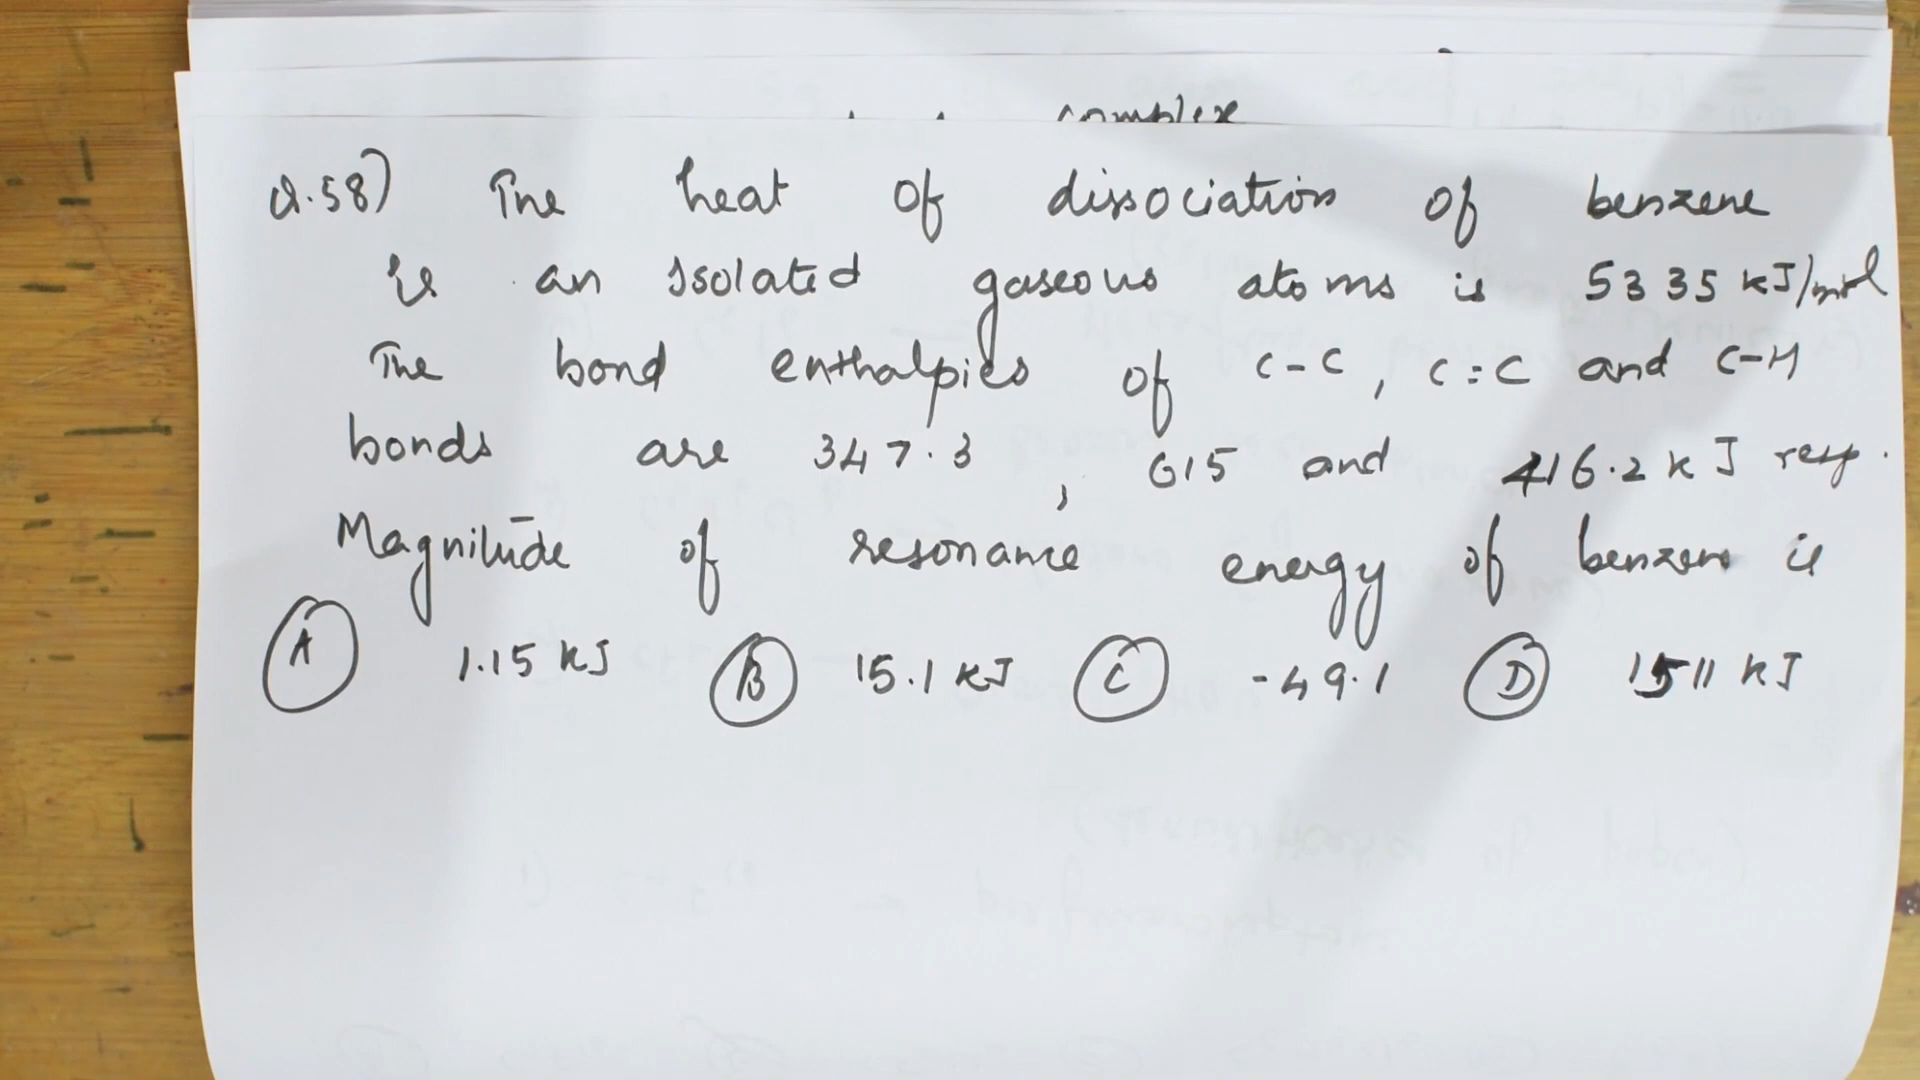 complex
Q.58) The heat of dissociation of benzene
is an Isolated gaseous atoms is 5335 kJ/mol
The bond enthalpies of C-C, C=C and C-H
bonds are 347.3, 615 and 416.2 kJ resp.
Magnitude of resonance energy of benzene is
(A) 1.15 kJ (B) 15.1 kJ (C) -49.1 (D) 1511 kJ